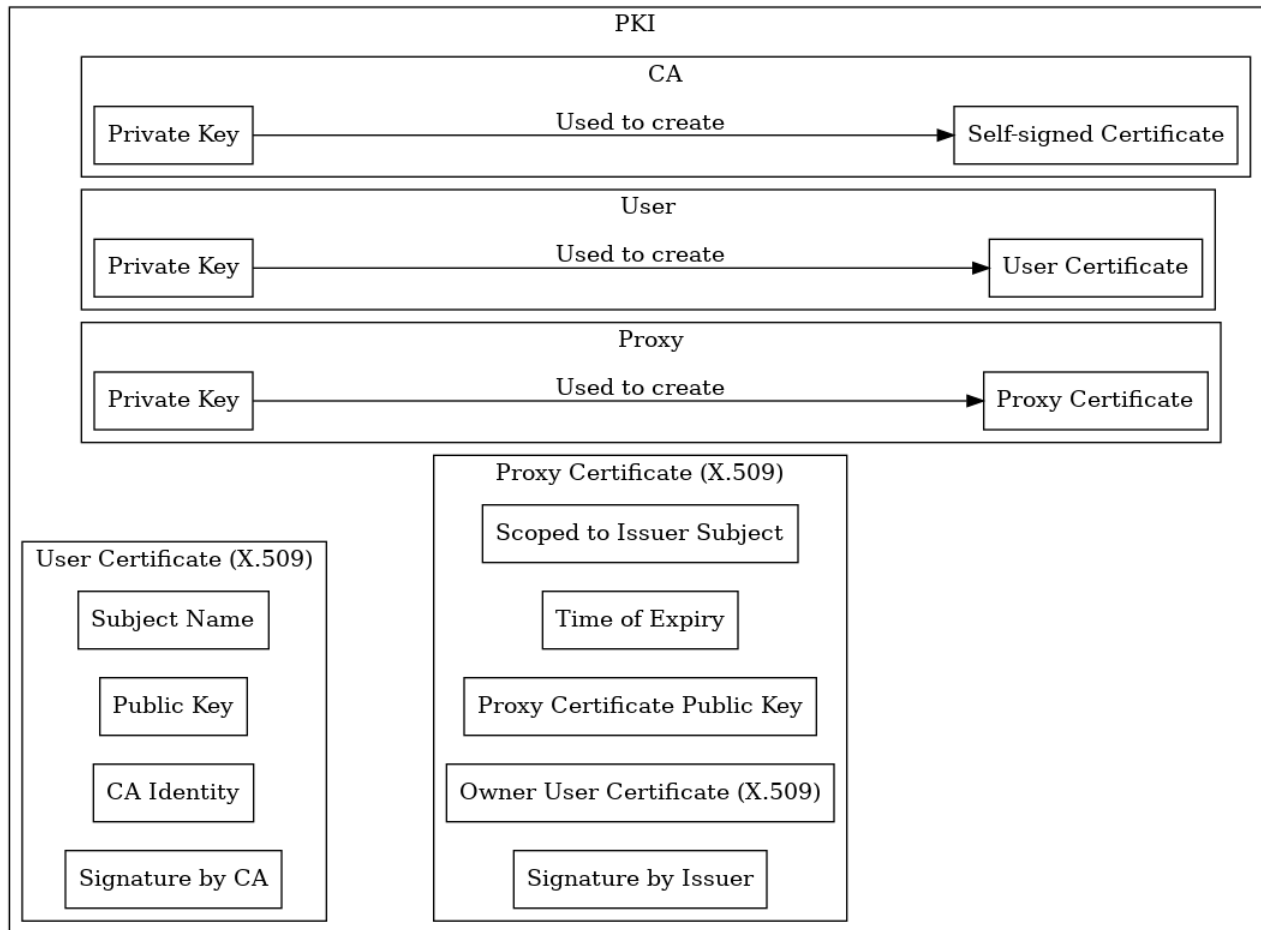 PKI
CA
Private Key
Used to create
Self-signed Certificate
User
Private Key
Used to create
User Certificate
Proxy
Private Key
Used to create
Proxy Certificate
User Certificate (X.509)
Subject Name
Public Key
CA Identity
Signature by CA
Proxy Certificate (X.509)
Scoped to Issuer Subject
Time of Expiry
Proxy Certificate Public Key
Owner User Certificate (X.509)
Signature by Issuer